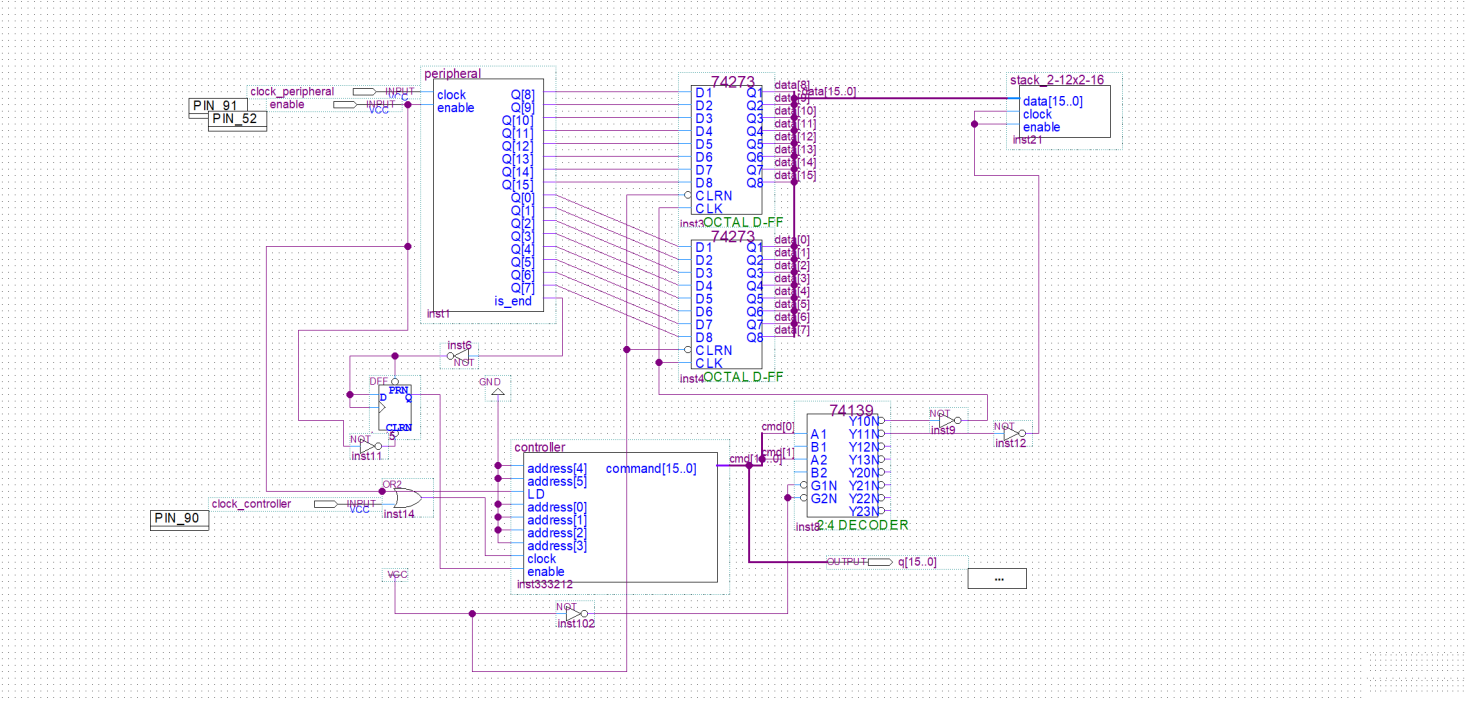 clock_peripheral INPUT VCC
enable INPUT VCC
PIN_91
PIN_52
peripheral
clock
enable
Q[8]
Q[9]
Q[10]
Q[11]
Q[12]
Q[13]
Q[14]
Q[15]
Q[0]
Q[1]
Q[2]
Q[3]
Q[4]
Q[5]
Q[6]
Q[7]
is_end
inst1
74273
D1 Q1
D2 Q2
D3 Q3
D4 Q4
D5 Q5
D6 Q6
D7 Q7
D8 Q8
CLRN
CLK
inst3 OCTAL D-FF
data[8]
data[9]
data[10]
data[11]
data[12]
data[13]
data[14]
data[15]
data[15..0]
74273
D1 Q1
D2 Q2
D3 Q3
D4 Q4
D5 Q5
D6 Q6
D7 Q7
D8 Q8
CLRN
CLK
inst4 OCTAL D-FF
data[0]
data[1]
data[2]
data[3]
data[4]
data[5]
data[6]
data[7]
stack_2-12x2-16
data[15..0]
clock
enable
inst21
inst6
NOT
DFF
PRN
D Q
CLRN
NOT
inst11
GND
OR2
inst14
clock_controller INPUT VCC
PIN_90
controller
address[4] command[15..0]
address[5]
LD
address[0]
address[1]
address[2]
address[3]
clock
enable
inst333212
cmd[0]
cmd[1]
74139
A1 Y10N
B1 Y11N
A2 Y12N
B2 Y13N
G1N Y20N
G2N Y21N
Y22N
Y23N
2:4 DECODER
NOT
inst9
NOT
inst12
OUTPUT q[15..0]
...
VCC
NOT
inst102